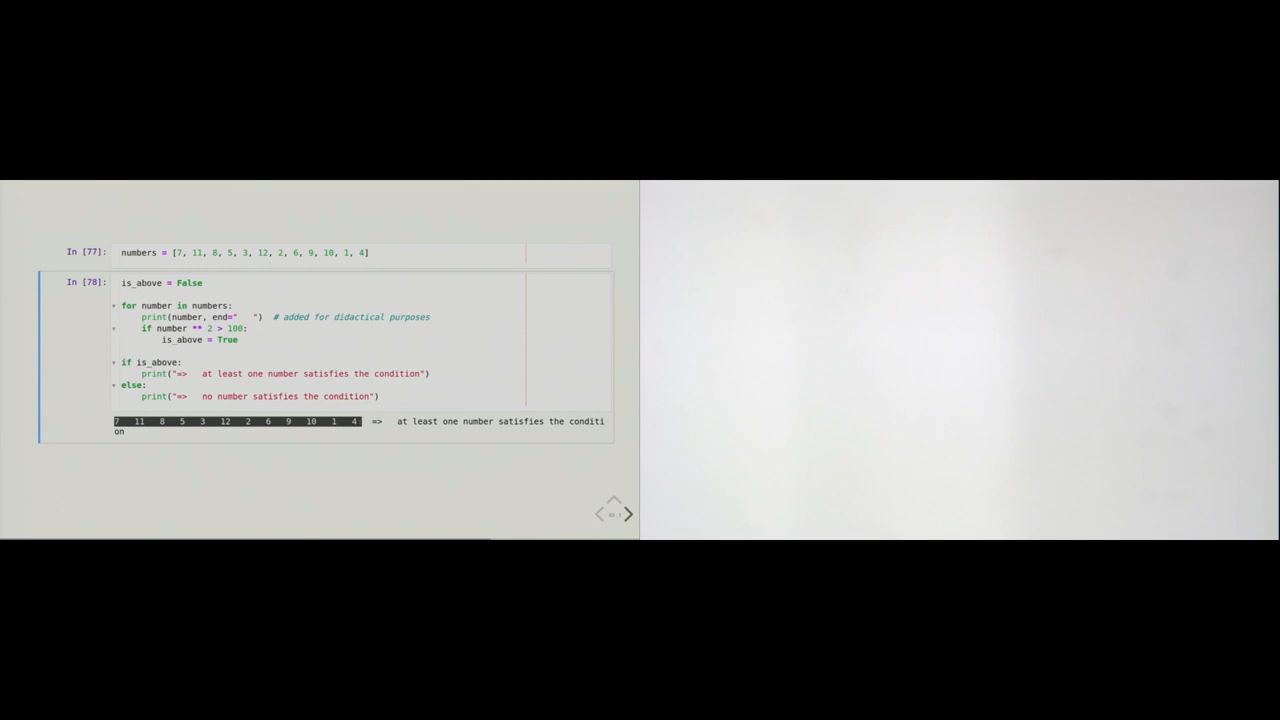 In [77]: numbers = [7, 11, 8, 5, 3, 12, 2, 6, 9, 10, 1, 4]
In [78]: is_above = False
for number in numbers:
    print(number, end="   ")  # added for didactical purposes
    if number ** 2 > 100:
        is_above = True
if is_above:
    print("=>   at least one number satisfies the condition")
else:
    print("=>   no number satisfies the condition")
7   11   8   5   3   12   2   6   9   10   1   4   =>   at least one number satisfies the conditi
on